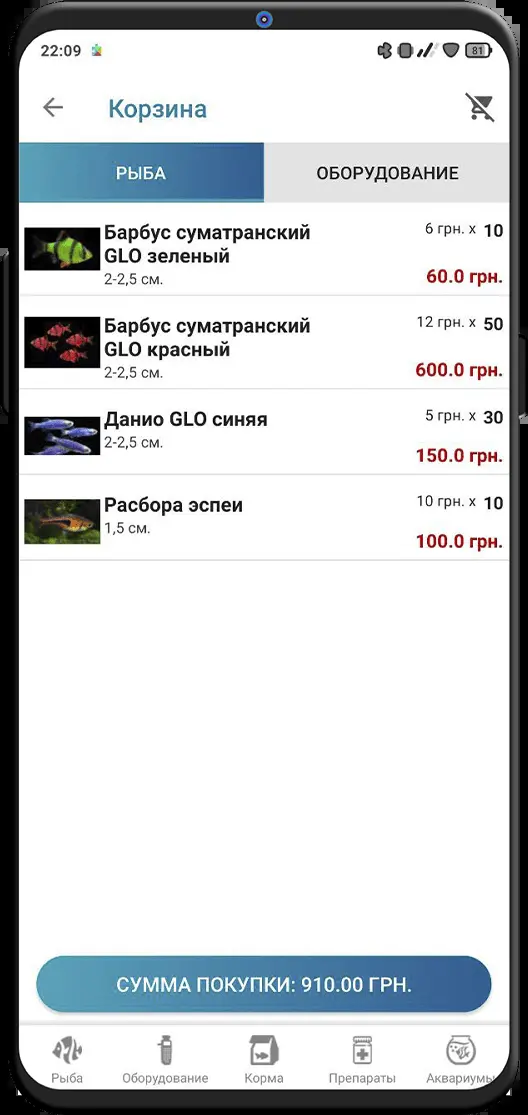 22:09
81
Корзина
РЫБА
ОБОРУДОВАНИЕ
Барбус суматранский
GLO зеленый
2-2,5 см.
6 грн. x 10
60.0 грн.
Барбус суматранский
GLO красный
2-2,5 см.
12 грн. x 50
600.0 грн.
Данио GLO синяя
2-2,5 см.
5 грн. x 30
150.0 грн.
Расбора эспеи
1,5 см.
10 грн. x 10
100.0 грн.
СУММА ПОКУПКИ: 910.00 ГРН.
Рыба
Оборудование
Корма
Препараты
Аквариумы